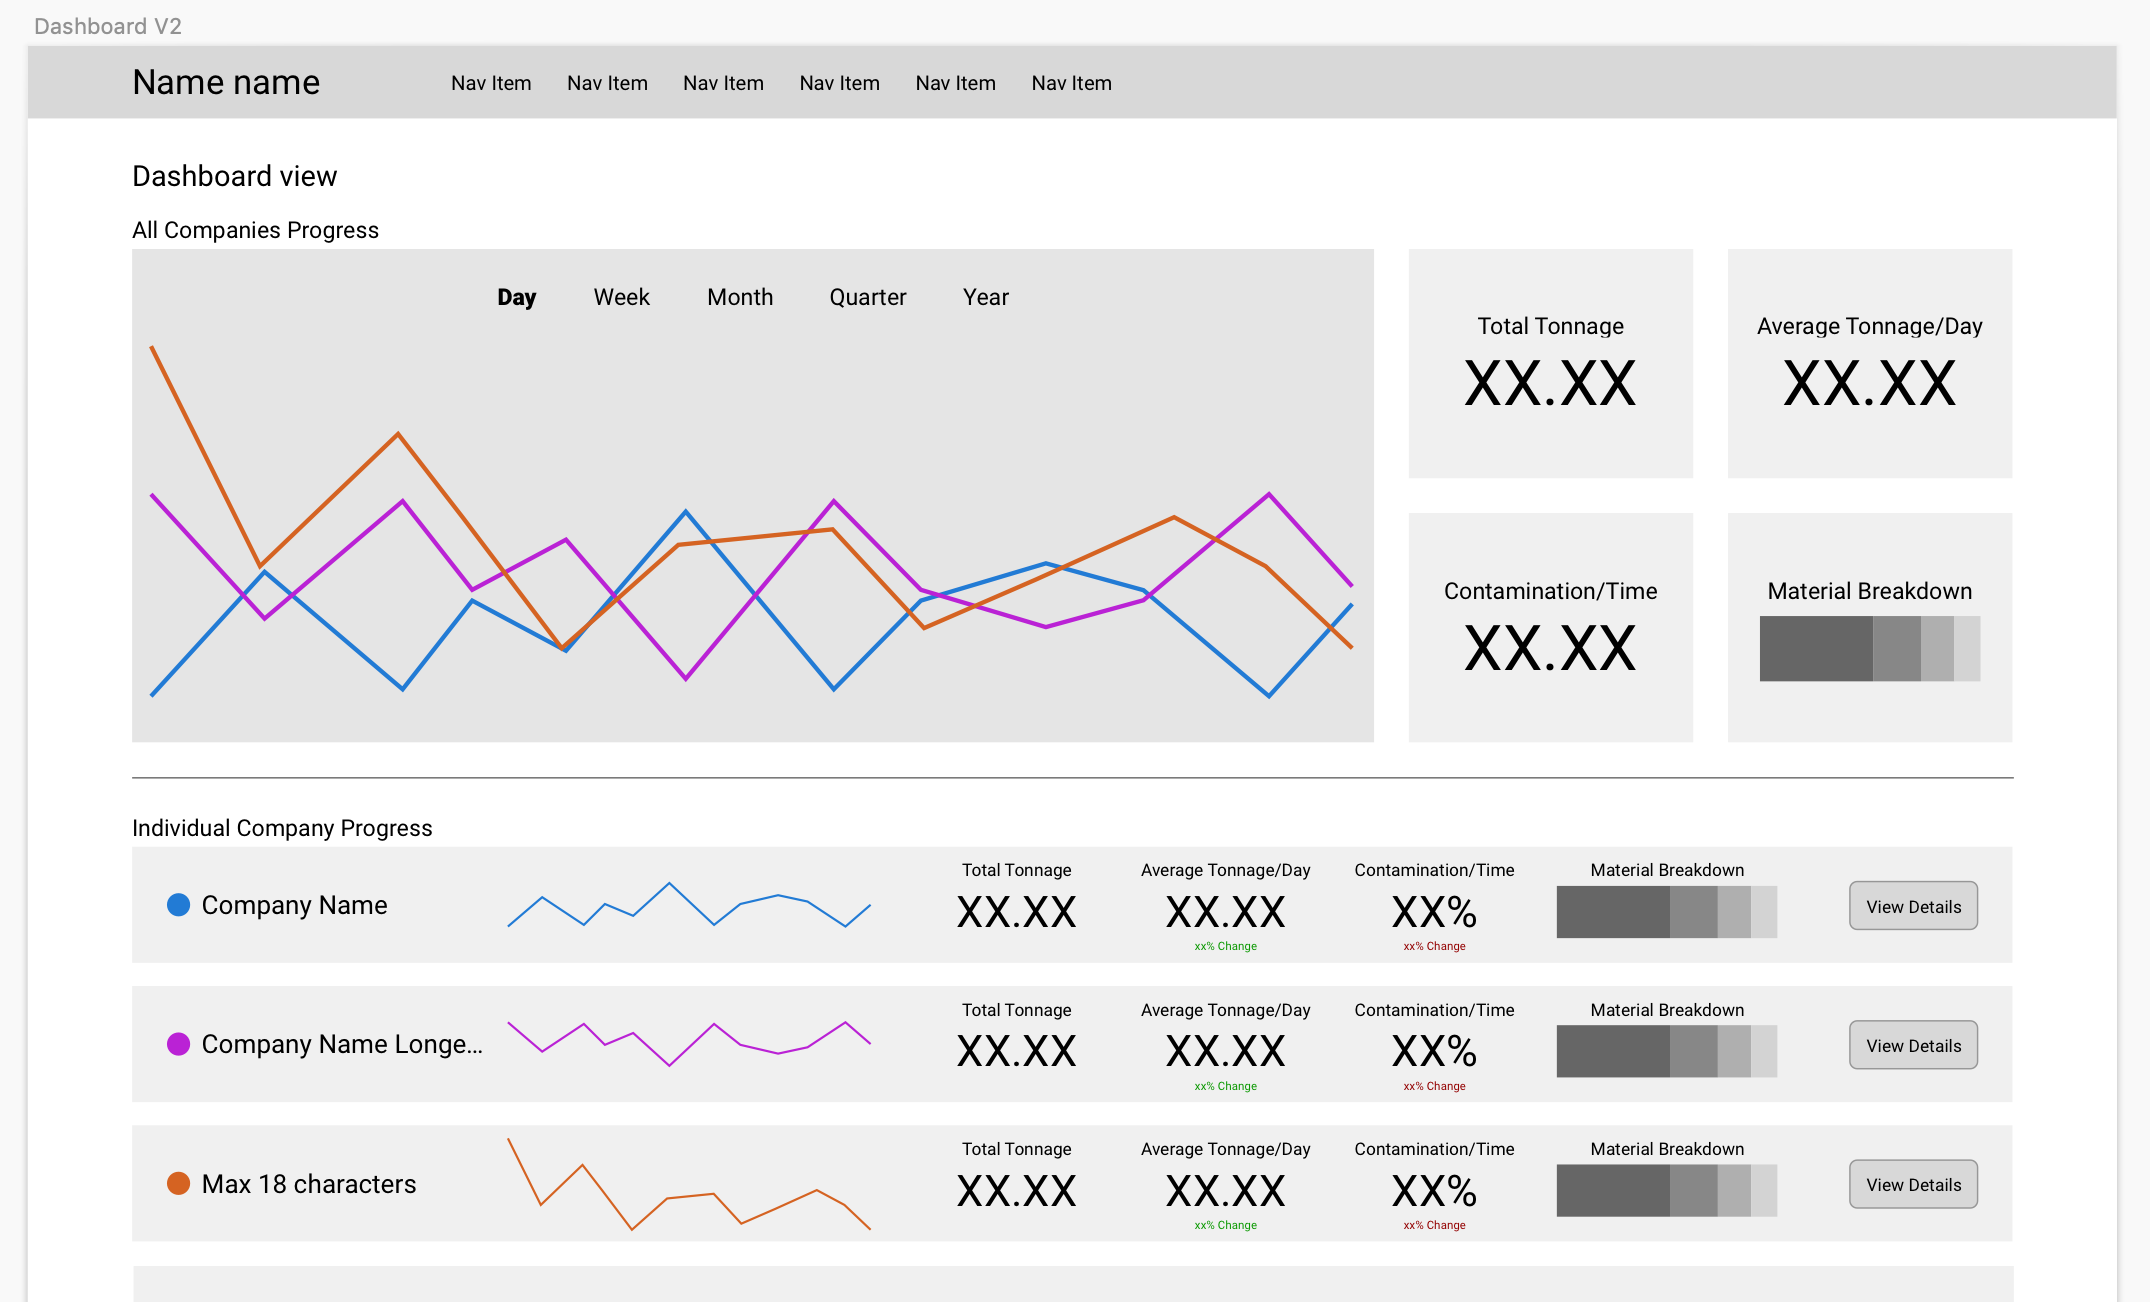 Dashboard V2
Name name Nav Item Nav Item Nav Item Nav Item Nav Item Nav Item
Dashboard view
All Companies Progress
Day Week Month Quarter Year
Total Tonnage
XX.XX
Average Tonnage/Day
XX.XX
Contamination/Time
XX.XX
Material Breakdown
Individual Company Progress
Company Name
Total Tonnage
XX.XX
Average Tonnage/Day
XX.XX
xx% Change
Contamination/Time
XX%
xx% Change
Material Breakdown
View Details
Company Name Longe...
Total Tonnage
XX.XX
Average Tonnage/Day
XX.XX
xx% Change
Contamination/Time
XX%
xx% Change
Material Breakdown
View Details
Max 18 characters
Total Tonnage
XX.XX
Average Tonnage/Day
XX.XX
xx% Change
Contamination/Time
XX%
xx% Change
Material Breakdown
View Details